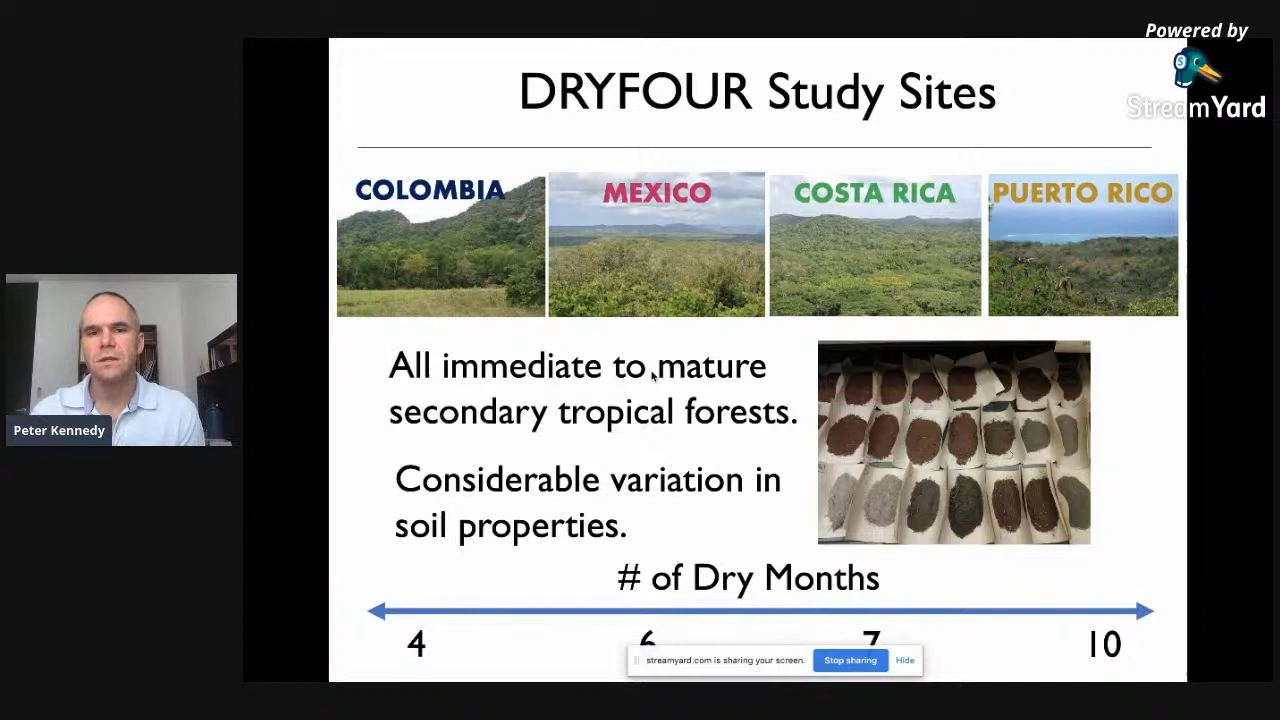 Powered by
StreamYard
DRYFOUR Study Sites
COLOMBIA
MEXICO
COSTA RICA
PUERTO RICO
All immediate to mature
secondary tropical forests.
Considerable variation in
soil properties.
# of Dry Months
4
6
7
10
streamyard.com is sharing your screen.
Stop sharing
Hide
Peter Kennedy